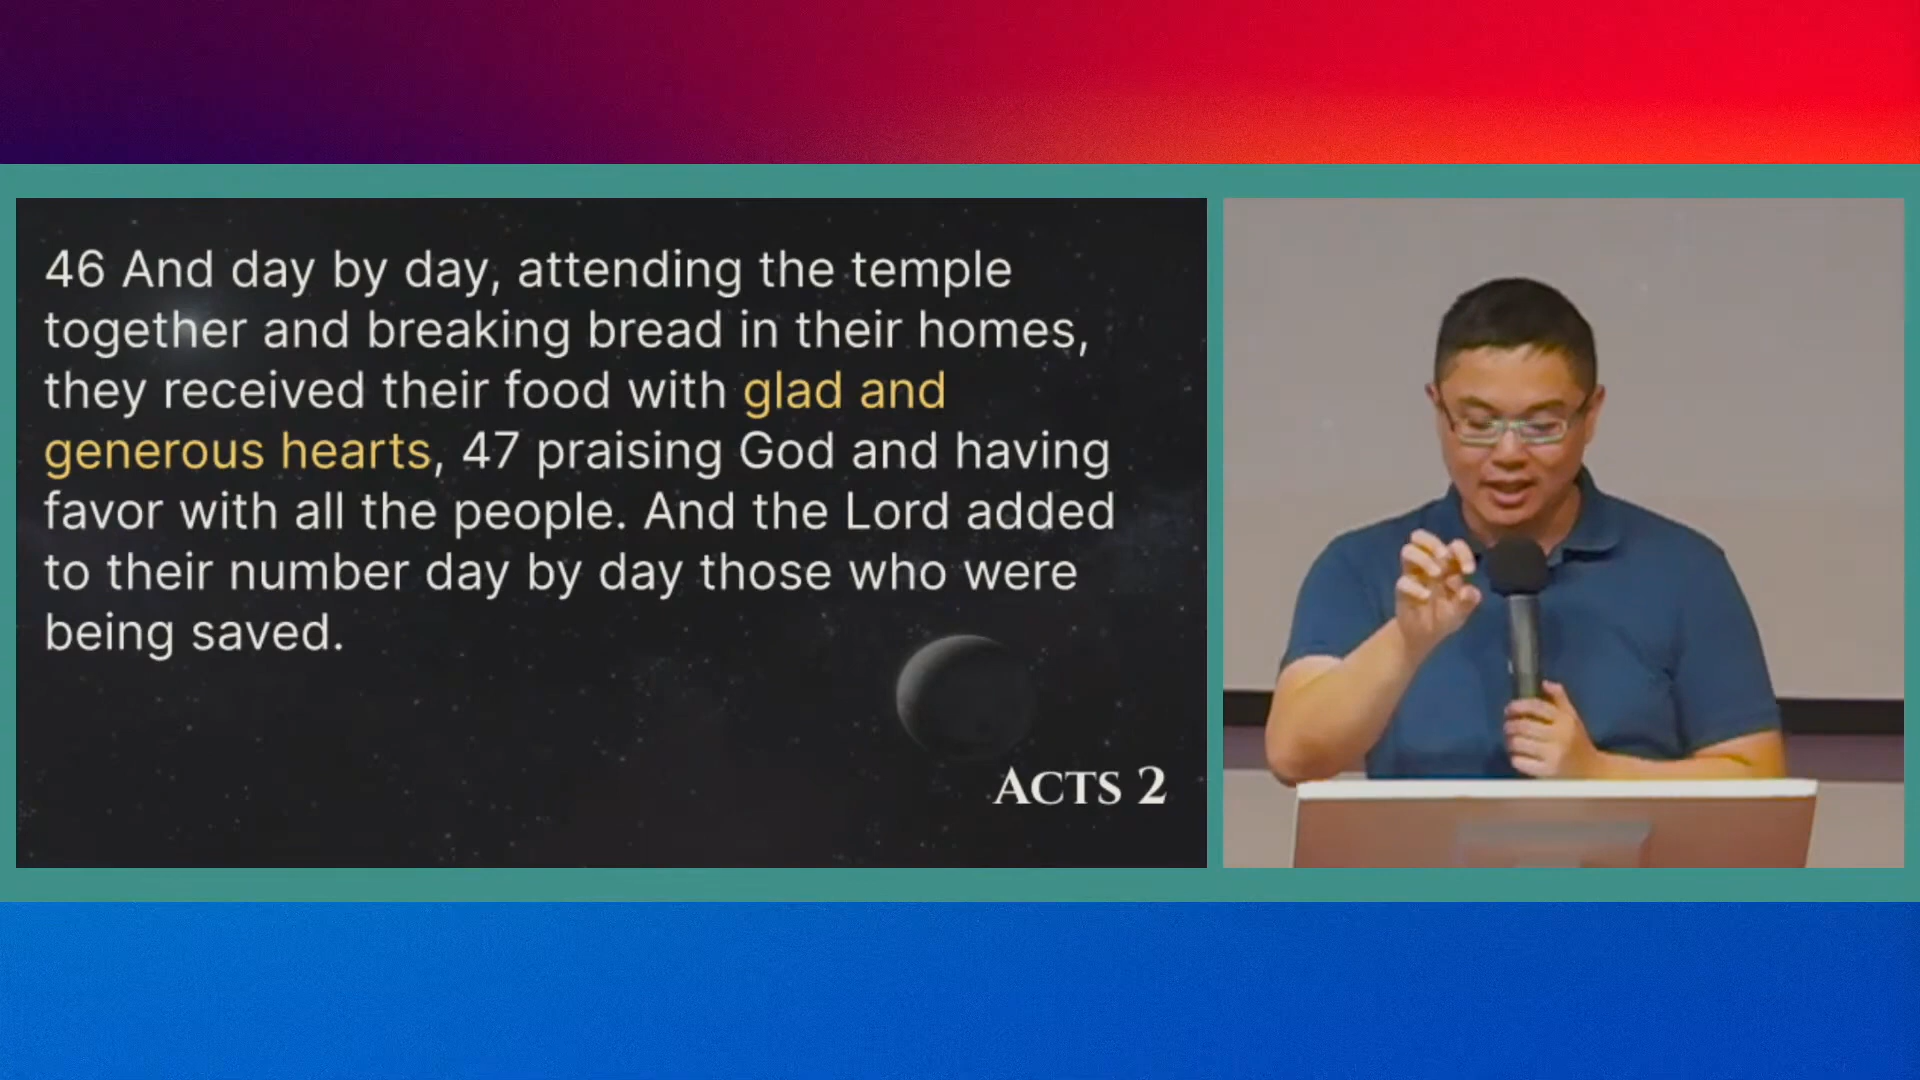 46 And day by day, attending the temple
together and breaking bread in their homes,
they received their food with glad and
generous hearts, 47 praising God and having
favor with all the people. And the Lord added
to their number day by day those who were
being saved.
Acts 2